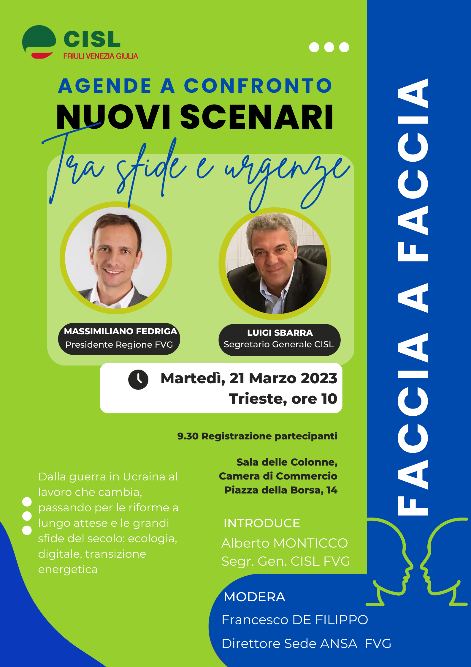 CISL
FRIULI VENEZIA GIULIA
AGENDE A CONFRONTO
NUOVI SCENARI
Tra sfide e urgenze
MASSIMILIANO FEDRIGA
Presidente Regione FVG
LUIGI SBARRA
Segretario Generale CISL
Martedì, 21 Marzo 2023
Trieste, ore 10
9.30 Registrazione partecipanti
Sala delle Colonne,
Camera di Commercio
Piazza della Borsa, 14
Dalla guerra in Ucraina al
lavoro che cambia,
passando per le riforme a
lungo attese e le grandi
sfide del secolo: ecologia,
digitale, transizione
energetica
INTRODUCE
Alberto MONTICCO
Segr. Gen. CISL FVG
MODERA
Francesco DE FILIPPO
Direttore Sede ANSA FVG
FACCIA A FACCIA